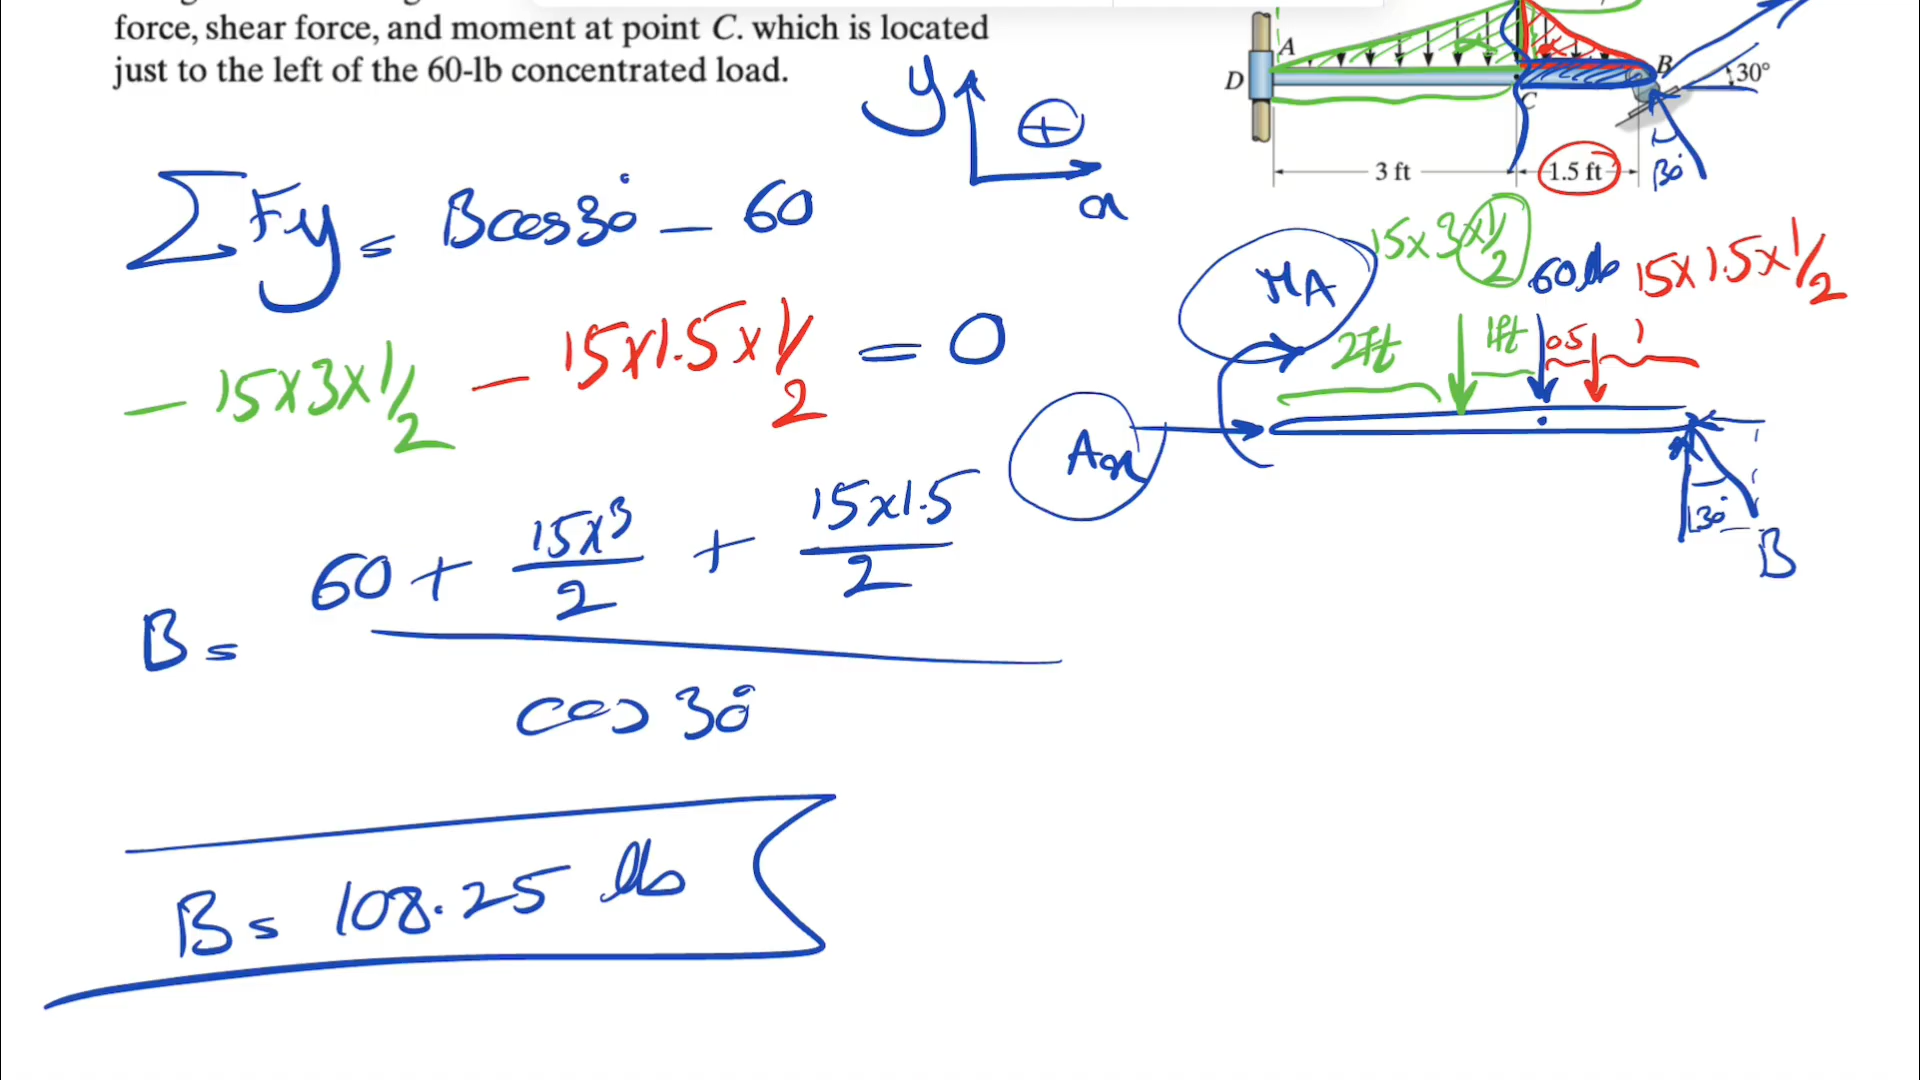 force, shear force, and moment at point C. which is located
just to the left of the 60-lb concentrated load.
y
+
x
A
D
B
30°
C
3 ft
1.5 ft
30°
ΣFy = Bcos30° - 60
- 15x3x1/2 - 15x1.5x1/2 = 0
MA
15x3x1/2
60lb
15x1.5x1/2
2ft
1ft
0.5
1
Ax
30°
B
B = 60 + 15x3/2 + 15x1.5/2
cos 30°
B = 108.25 lb